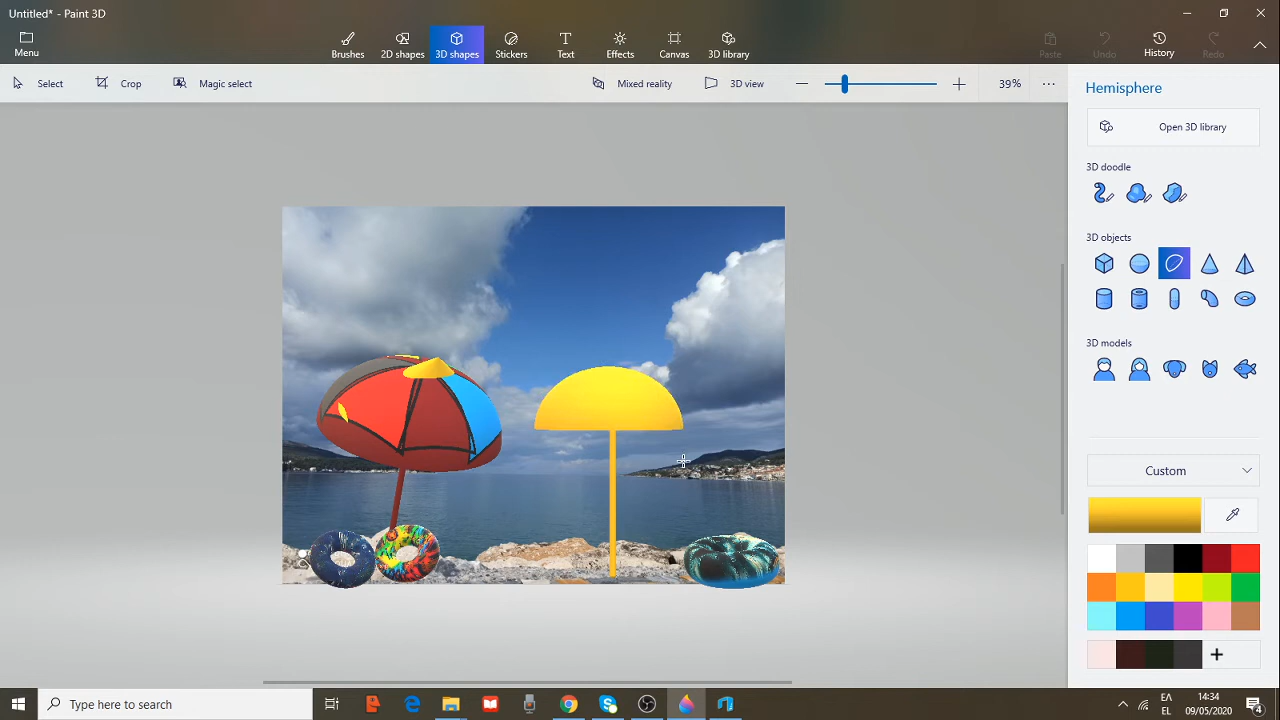 Untitled* - Paint 3D
Menu
Brushes
2D shapes
3D shapes
Stickers
Text
Effects
Canvas
3D library
Paste
Undo
History
Redo
Select
Crop
Magic select
Mixed reality
3D view
39%
Hemisphere
Open 3D library
3D doodle
3D objects
3D models
Custom
Type here to search
ΕΛ
EL
14:34
09/05/2020
4